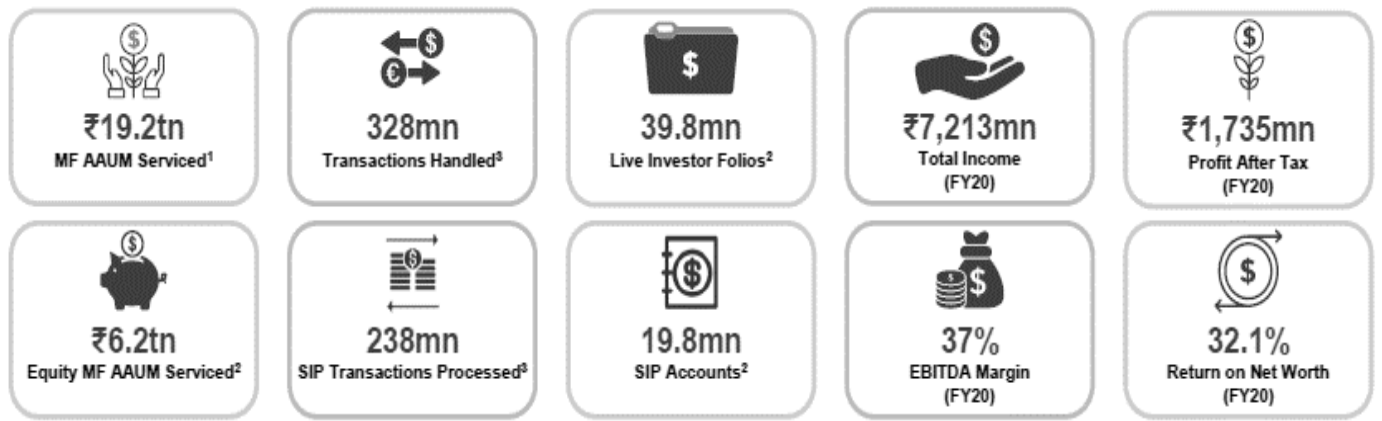 ₹19.2tn
MF AAUM Serviced¹
328mn
Transactions Handled³
39.8mn
Live Investor Folios²
₹7,213mn
Total Income
(FY20)
₹1,735mn
Profit After Tax
(FY20)
₹6.2tn
Equity MF AAUM Serviced²
238mn
SIP Transactions Processed³
19.8mn
SIP Accounts²
37%
EBITDA Margin
(FY20)
32.1%
Return on Net Worth
(FY20)